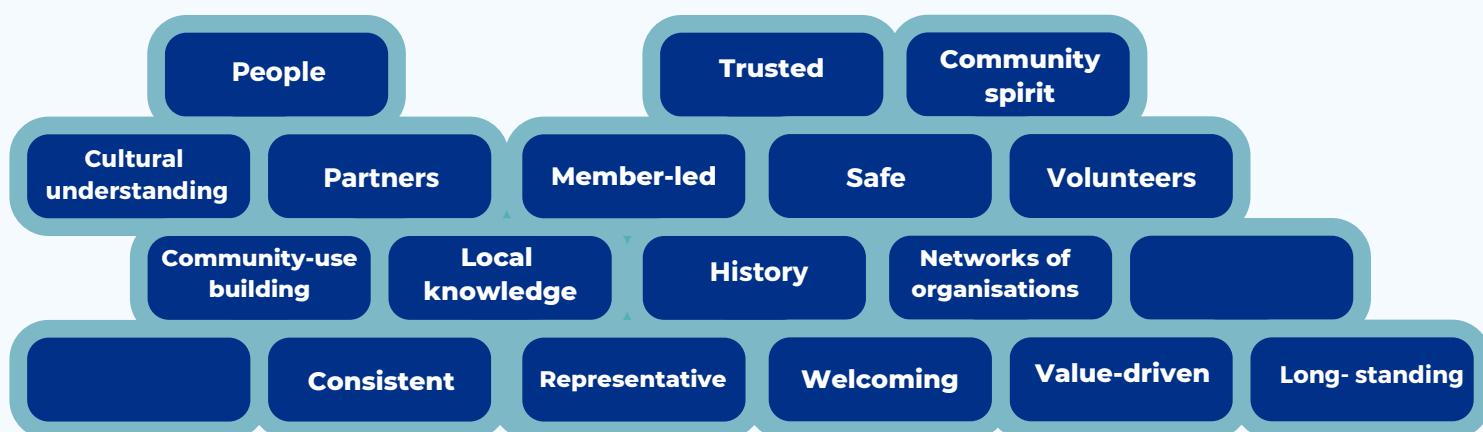 People
Trusted
Community
spirit
Cultural
understanding
Partners
Member-led
Safe
Volunteers
Community-use
building
Local
knowledge
History
Networks of
organisations
Consistent
Representative
Welcoming
Value-driven
Long- standing